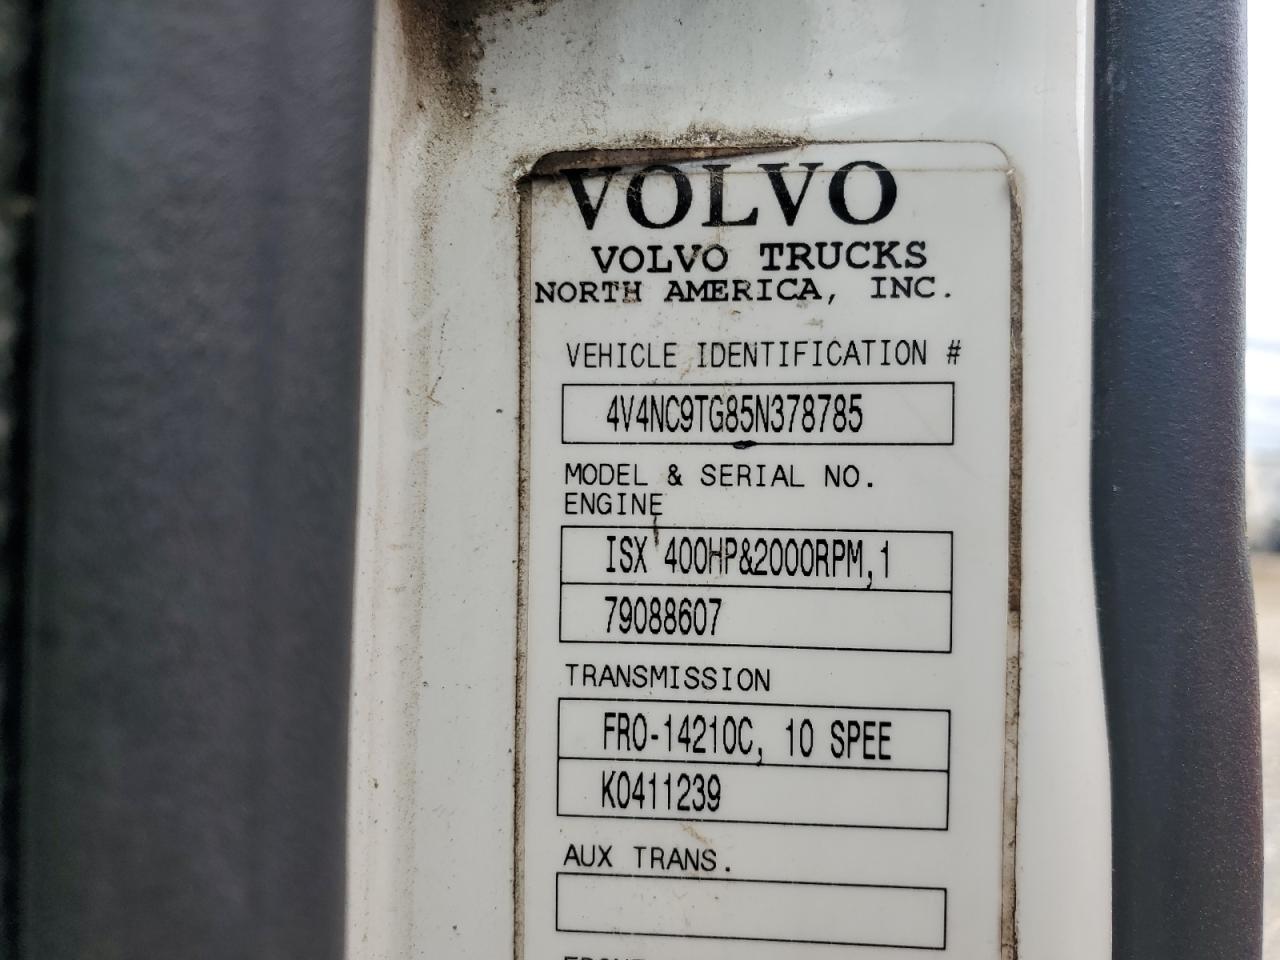 VOLVO
VOLVO TRUCKS
NORTH AMERICA, INC.
VEHICLE IDENTIFICATION #
4V4NC9TG85N378785
MODEL & SERIAL NO.
ENGINE
ISX 400HP&2000RPM,1
79088607
TRANSMISSION
FRO-14210C, 10 SPEE
K0411239
AUX TRANS.